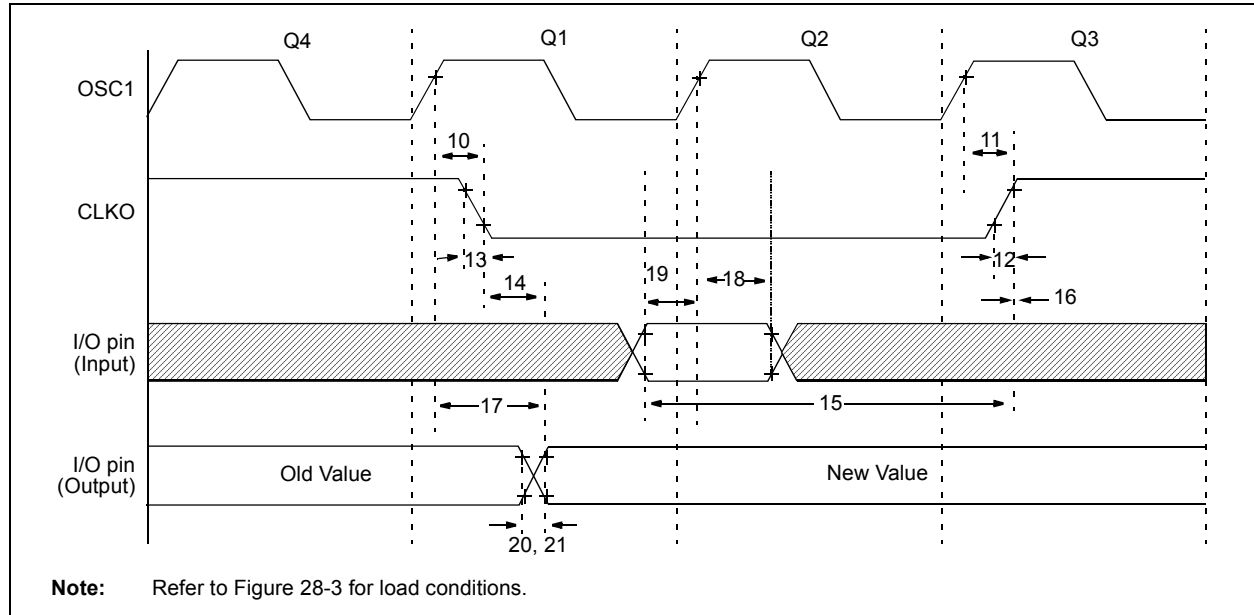 Q4 Q1 Q2 Q3
OSC1
10
11
CLKO
13
12
14
19
18
16
I/O pin
(Input)
17
15
I/O pin
(Output)
Old Value
New Value
20, 21
Note: Refer to Figure 28-3 for load conditions.